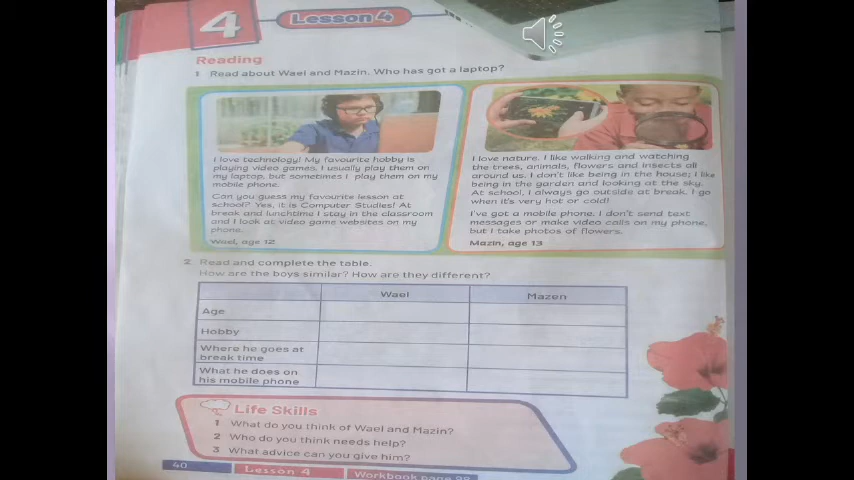 4
Lesson 4
Reading
1 Read about Wael and Mazin. Who has got a laptop?
I love technology! My favourite hobby is
playing video games. I usually play them on
my laptop, but sometimes I play them on my
mobile phone.
Can you guess my favourite lesson at
school? Yes, it is Computer Studies! At
break and lunchtime I stay in the classroom
and I look at video game websites on my
phone.
Wael, age 12
I love nature. I like walking and watching
the trees, animals, flowers and insects all
around us. I don't like being in the house; I like
being in the garden and looking at the sky.
At school, I always go outside at break. I go
when it's very hot or cold!
I've got a mobile phone. I don't send text
messages or make video calls on my phone,
but I take photos of flowers.
Mazin, age 13
2 Read and complete the table.
How are the boys similar? How are they different?
Wael Mazen
Age
Hobby
Where he goes at
break time
What he does on
his mobile phone
Life Skills
1 What do you think of Wael and Mazin?
2 Who do you think needs help?
3 What advice can you give him?
40 Lesson 4 Workbook page 98